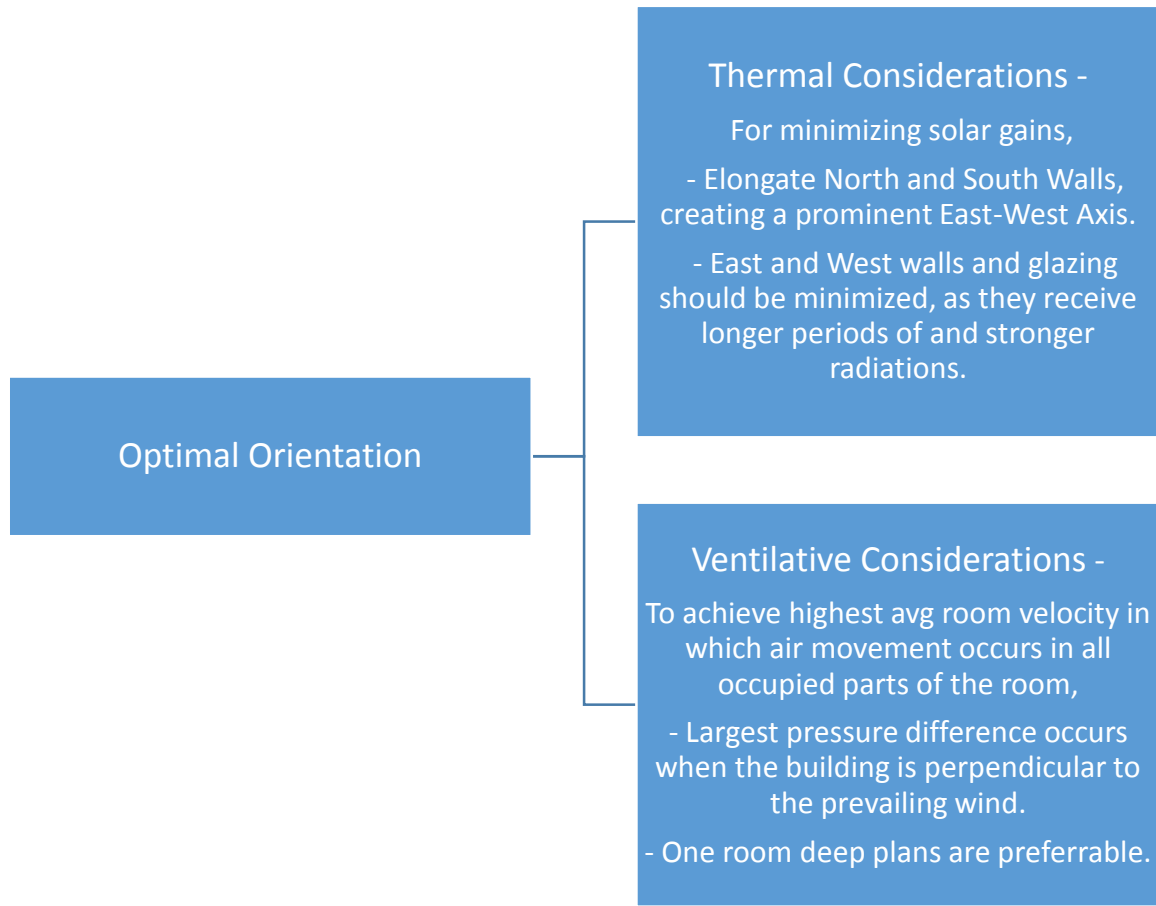 Optimal Orientation
Thermal Considerations -
For minimizing solar gains,
- Elongate North and South Walls,
creating a prominent East-West Axis.
- East and West walls and glazing
should be minimized, as they receive
longer periods of and stronger
radiations.
Ventilative Considerations -
To achieve highest avg room velocity in
which air movement occurs in all
occupied parts of the room,
- Largest pressure difference occurs
when the building is perpendicular to
the prevailing wind.
- One room deep plans are preferrable.